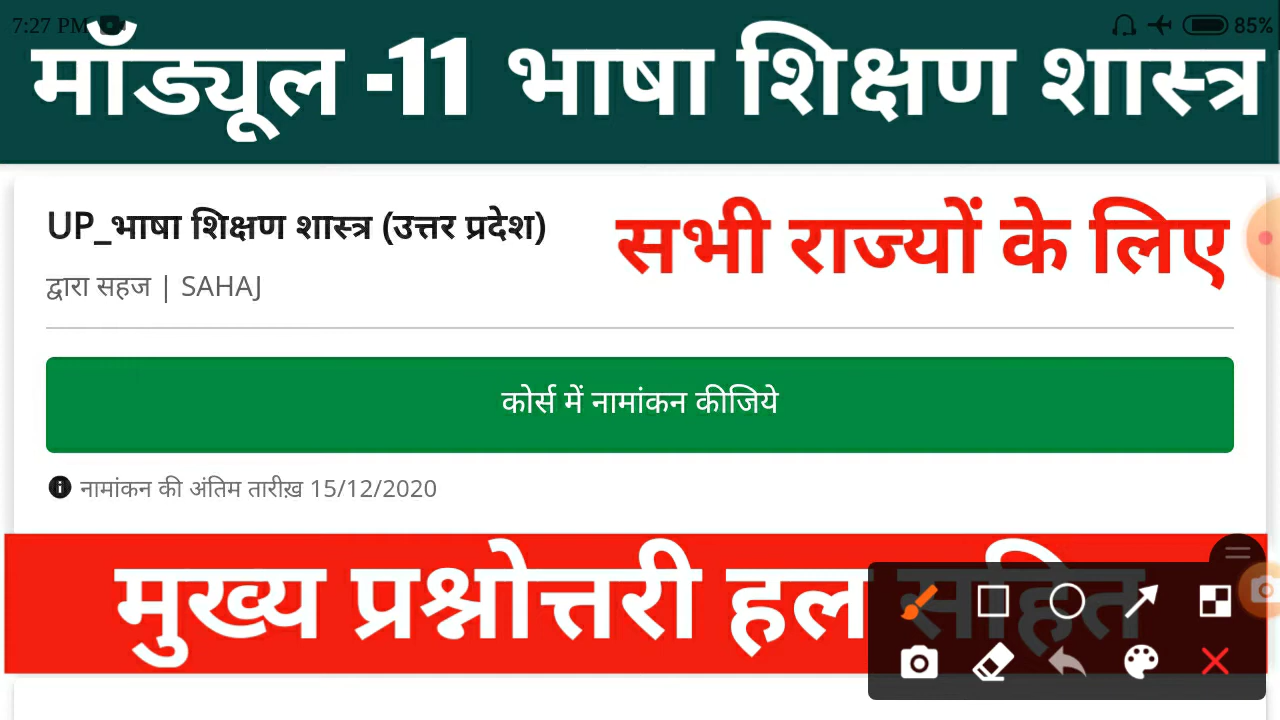 7:27 PM
85%
मॉड्यूल -11 भाषा शिक्षण शास्त्र
UP_भाषा शिक्षण शास्त्र (उत्तर प्रदेश)
सभी राज्यों के लिए
द्वारा सहज | SAHAJ
कोर्स में नामांकन कीजिये
नामांकन की अंतिम तारीख़ 15/12/2020
मुख्य प्रश्नोत्तरी हल सहित